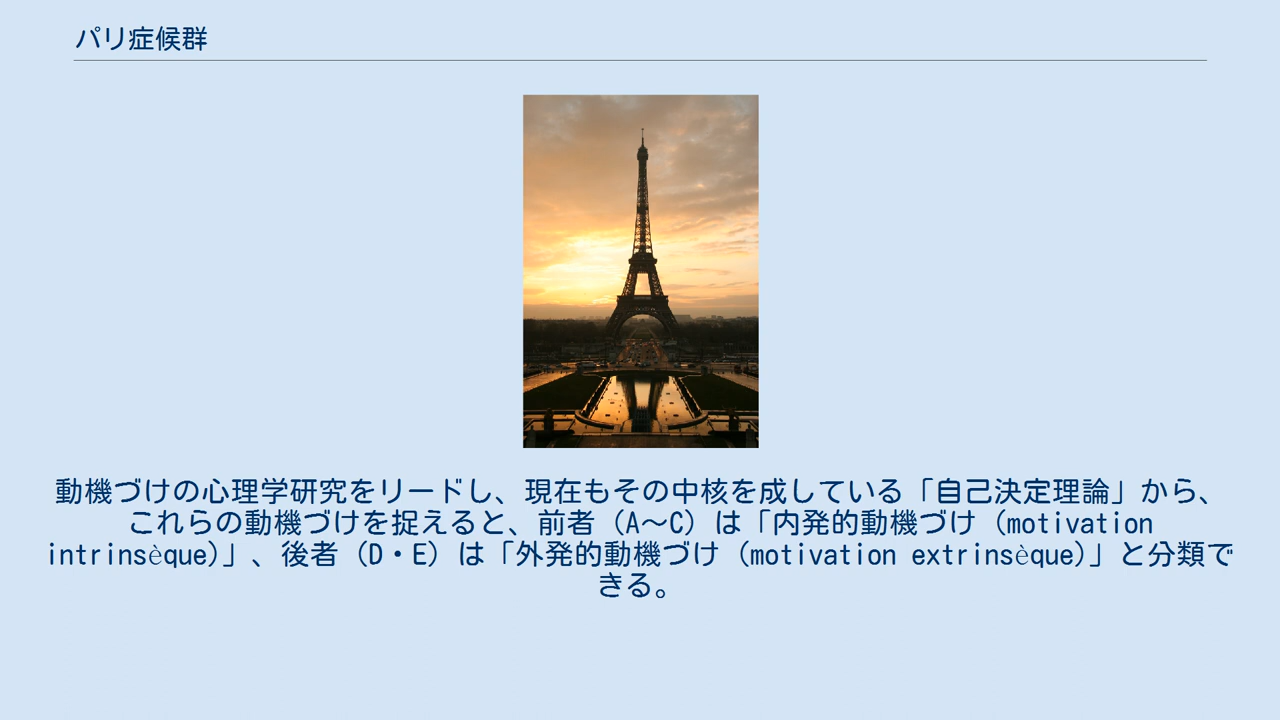 パリ症候群
動機づけの心理学研究をリードし、現在もその中核を成している「自己決定理論」から、
これらの動機づけを捉えると、前者（A〜C）は「内発的動機づけ（motivation
intrinsèque)」、後者（D・E）は「外発的動機づけ（motivation extrinsèque)」と分類で
きる。